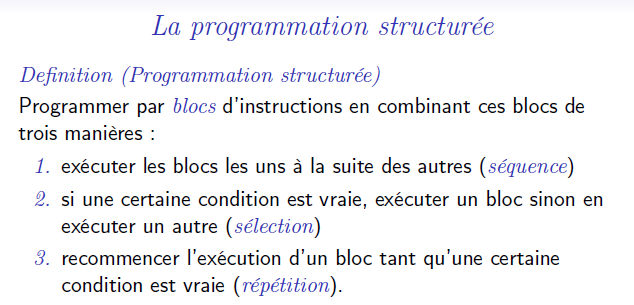 La programmation structurée
Definition (Programmation structurée)
Programmer par blocs d'instructions en combinant ces blocs de
trois manières :
1. exécuter les blocs les uns à la suite des autres (séquence)
2. si une certaine condition est vraie, exécuter un bloc sinon en
exécuter un autre (sélection)
3. recommencer l'exécution d'un bloc tant qu'une certaine
condition est vraie (répétition).